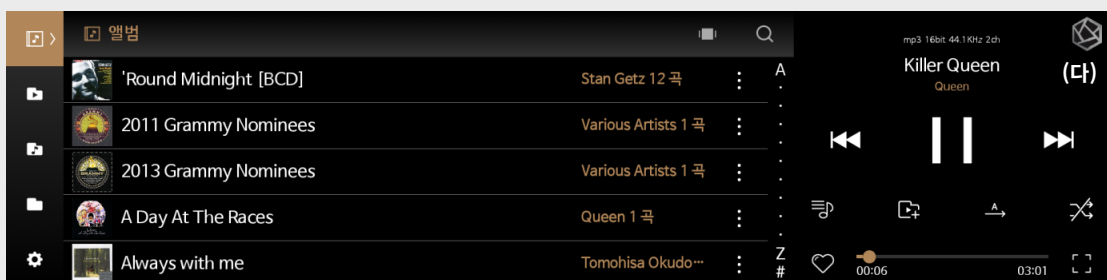 앨범
'Round Midnight [BCD]
Stan Getz 12 곡
2011 Grammy Nominees
Various Artists 1 곡
2013 Grammy Nominees
Various Artists 1 곡
A Day At The Races
Queen 1 곡
Always with me
Tomohisa Okudo…
A
Z
#
mp3 16bit 44.1KHz 2ch
Killer Queen
Queen
(다)
A
00:06
03:01